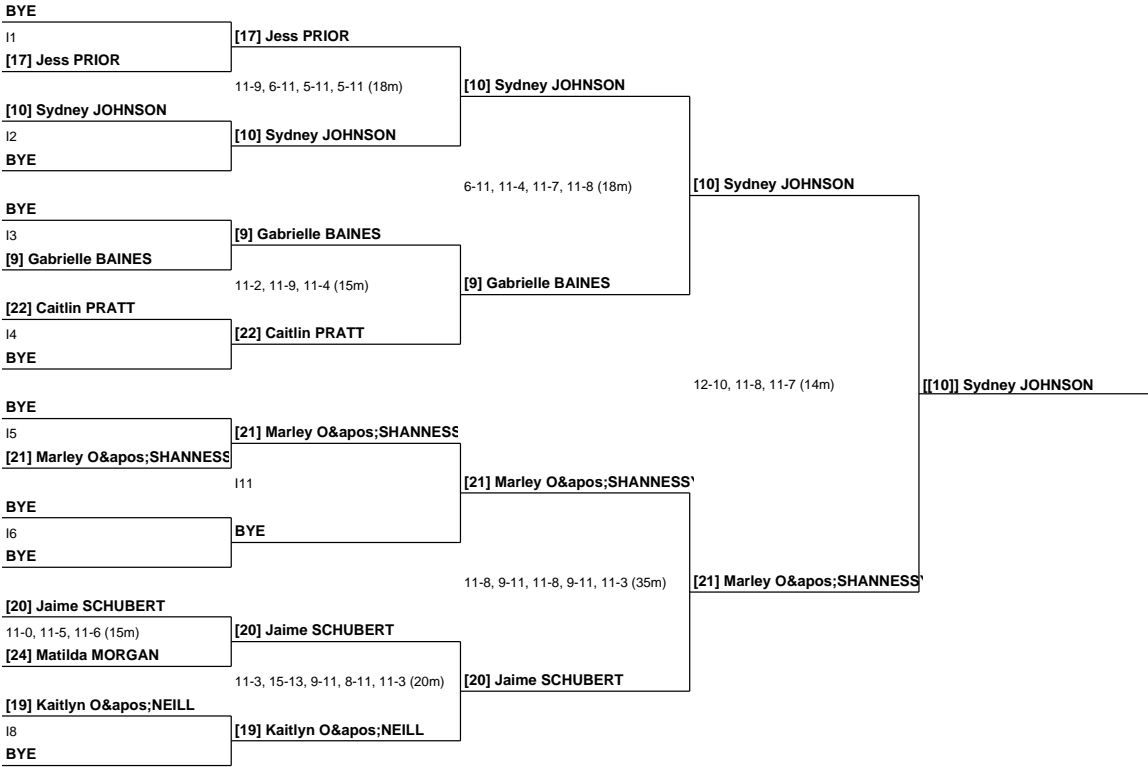 BYE
I1
[17] Jess PRIOR
[17] Jess PRIOR
11-9, 6-11, 5-11, 5-11 (18m)
[10] Sydney JOHNSON
[10] Sydney JOHNSON
I2
BYE
[10] Sydney JOHNSON
6-11, 11-4, 11-7, 11-8 (18m)
[10] Sydney JOHNSON
BYE
I3
[9] Gabrielle BAINES
[9] Gabrielle BAINES
11-2, 11-9, 11-4 (15m)
[9] Gabrielle BAINES
[22] Caitlin PRATT
I4
BYE
[22] Caitlin PRATT
12-10, 11-8, 11-7 (14m)
[[10]] Sydney JOHNSON
BYE
I5
[21] Marley O&apos;SHANNESS
[21] Marley O&apos;SHANNESS
I11
[21] Marley O&apos;SHANNESSY
BYE
I6
BYE
BYE
11-8, 9-11, 11-8, 9-11, 11-3 (35m)
[21] Marley O&apos;SHANNESSY
[20] Jaime SCHUBERT
11-0, 11-5, 11-6 (15m)
[24] Matilda MORGAN
[20] Jaime SCHUBERT
11-3, 15-13, 9-11, 8-11, 11-3 (20m)
[20] Jaime SCHUBERT
[19] Kaitlyn O&apos;NEILL
I8
BYE
[19] Kaitlyn O&apos;NEILL